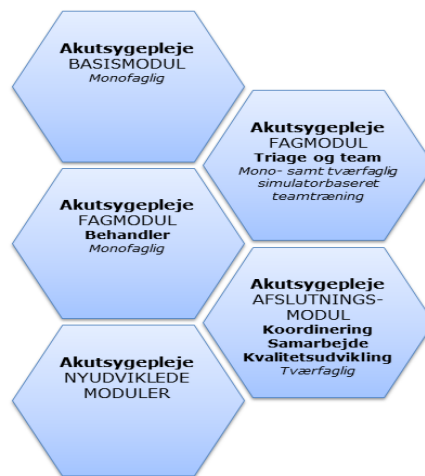 Akutsygepleje
BASISMODUL
Monofaglig
Akutsygepleje
FAGMODUL
Triage og team
Mono- samt tværfaglig
simulatorbaseret
teamtræning
Akutsygepleje
FAGMODUL
Behandler
Monofaglig
Akutsygepleje
AFSLUTNINGS-
MODUL
Koordinering
Samarbejde
Kvalitetsudvikling
Tværfaglig
Akutsygepleje
NYUDVIKLEDE
MODULER